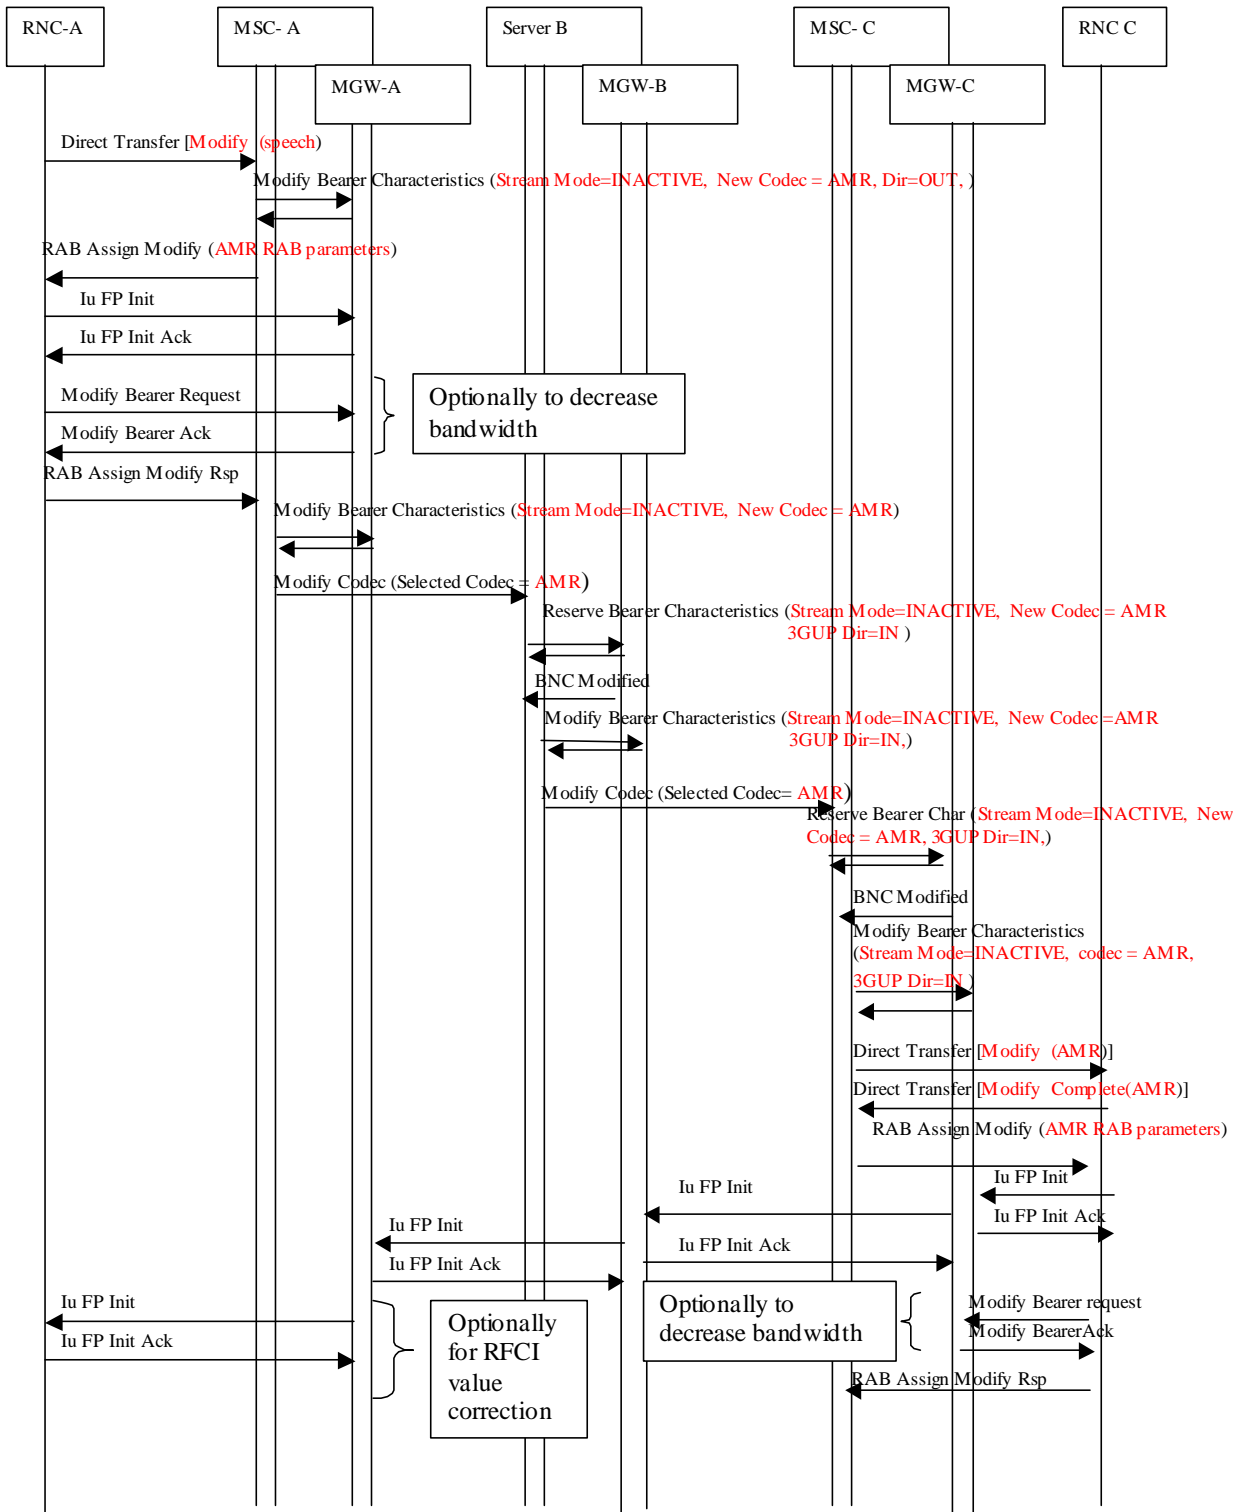 RNC-A
MSC- A
Server B
MSC- C
RNC C
MGW-A
MGW-B
MGW-C
Direct Transfer [Modify (speech)
Modify Bearer Characteristics (Stream Mode=INACTIVE, New Codec = AMR, Dir=OUT, )
RAB Assign Modify (AMR RAB parameters)
Iu FP Init
Iu FP Init Ack
Modify Bearer Request
Optionally to decrease
bandwidth
Modify Bearer Ack
RAB Assign Modify Rsp
Modify Bearer Characteristics (Stream Mode=INACTIVE, New Codec = AMR)
Modify Codec (Selected Codec = AMR)
Reserve Bearer Characteristics (Stream Mode=INACTIVE, New Codec = AMR
3GUP Dir=IN )
BNC Modified
Modify Bearer Characteristics (Stream Mode=INACTIVE, New Codec =AMR
3GUP Dir=IN,)
Modify Codec (Selected Codec= AMR)
Reserve Bearer Char (Stream Mode=INACTIVE, New
Codec = AMR, 3GUP Dir=IN,)
BNC Modified
Modify Bearer Characteristics
(Stream Mode=INACTIVE, codec = AMR,
3GUP Dir=IN )
Direct Transfer [Modify (AMR)]
Direct Transfer [Modify Complete(AMR)]
RAB Assign Modify (AMR RAB parameters)
Iu FP Init
Iu FP Init
Iu FP Init Ack
Iu FP Init
Iu FP Init Ack
Iu FP Init Ack
Iu FP Init
Iu FP Init Ack
Optionally
for RFCI
value
correction
Optionally to
decrease bandwidth
Modify Bearer request
Modify BearerAck
RAB Assign Modify Rsp